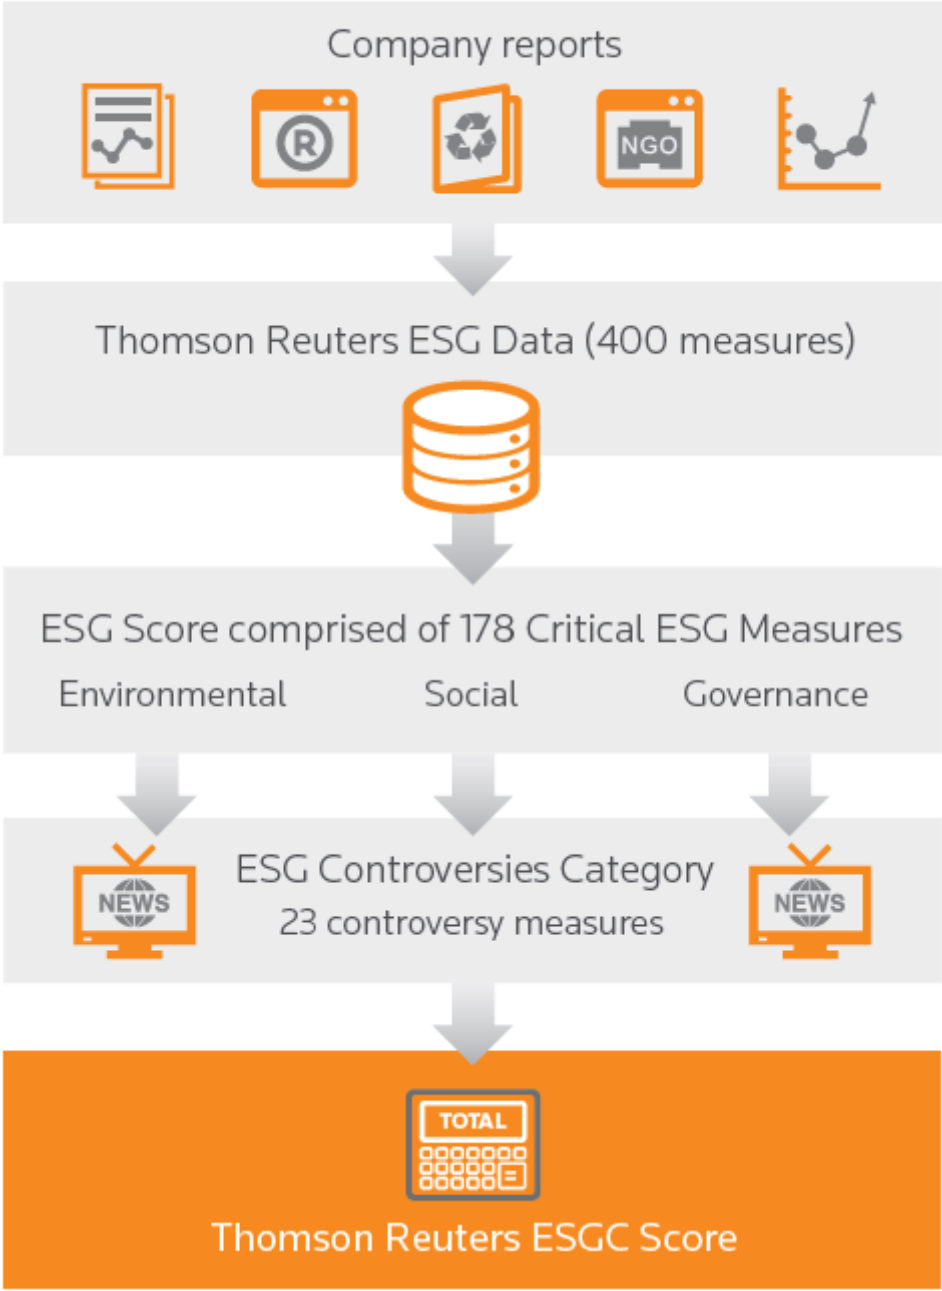 Company reports
R
NGO
Thomson Reuters ESG Data (400 measures)
ESG Score comprised of 178 Critical ESG Measures
Environmental Social Governance
ESG Controversies Category
NEWS NEWS
23 controversy measures
TOTAL
Thomson Reuters ESGC Score